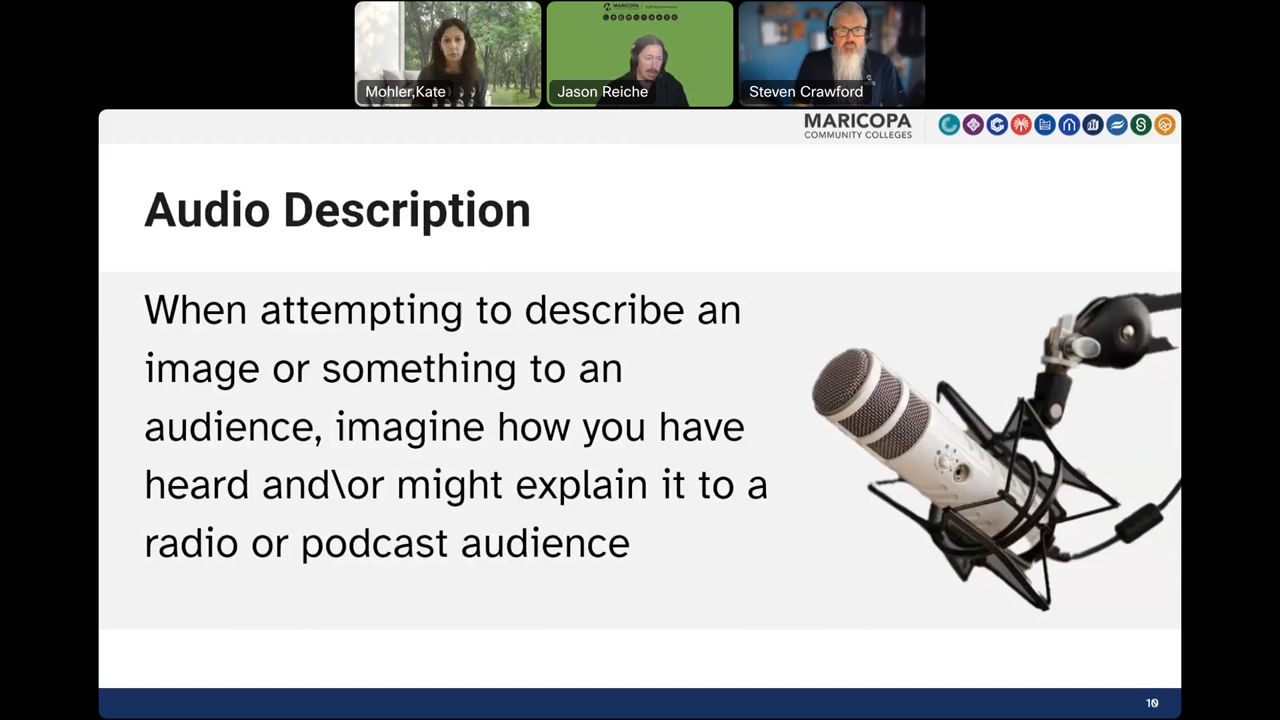 Mohler,Kate
Jason Reiche
Steven Crawford
MARICOPA
MARICOPA
COMMUNITY COLLEGES
Audio Description
When attempting to describe an
image or something to an
audience, imagine how you have
heard and\or might explain it to a
radio or podcast audience
10